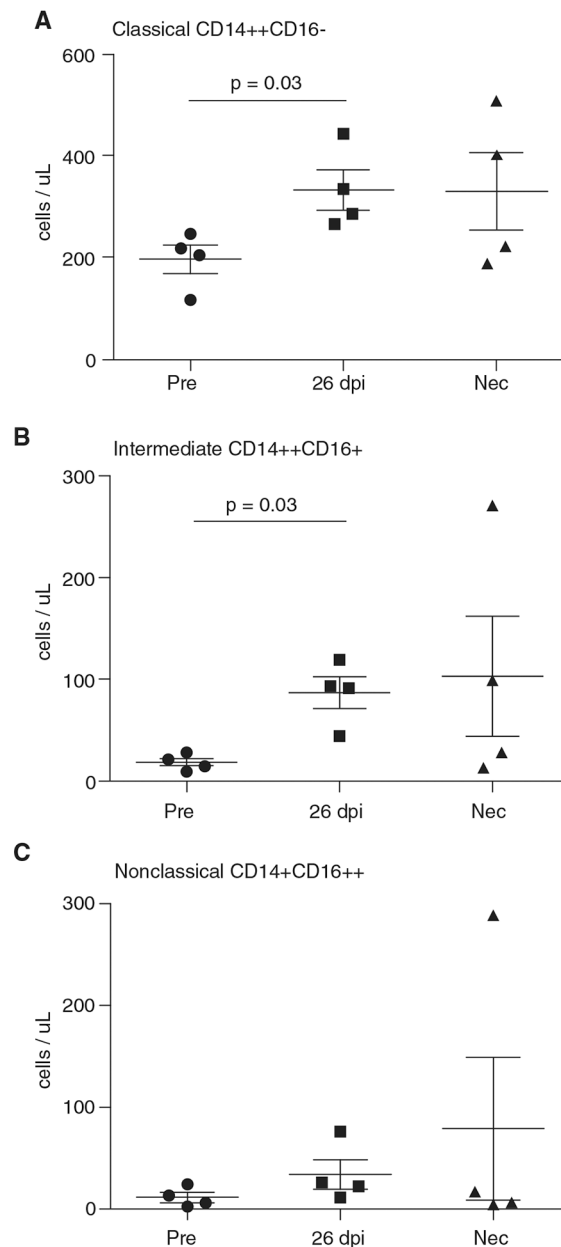 A
Classical CD14++CD16-
600
p = 0.03
400
cells / uL
200
0
Pre 26 dpi Nec
B
Intermediate CD14++CD16+
300
p = 0.03
200
cells / uL
100
0
Pre 26 dpi Nec
C
Nonclassical CD14+CD16++
300
200
cells / uL
100
0
Pre 26 dpi Nec